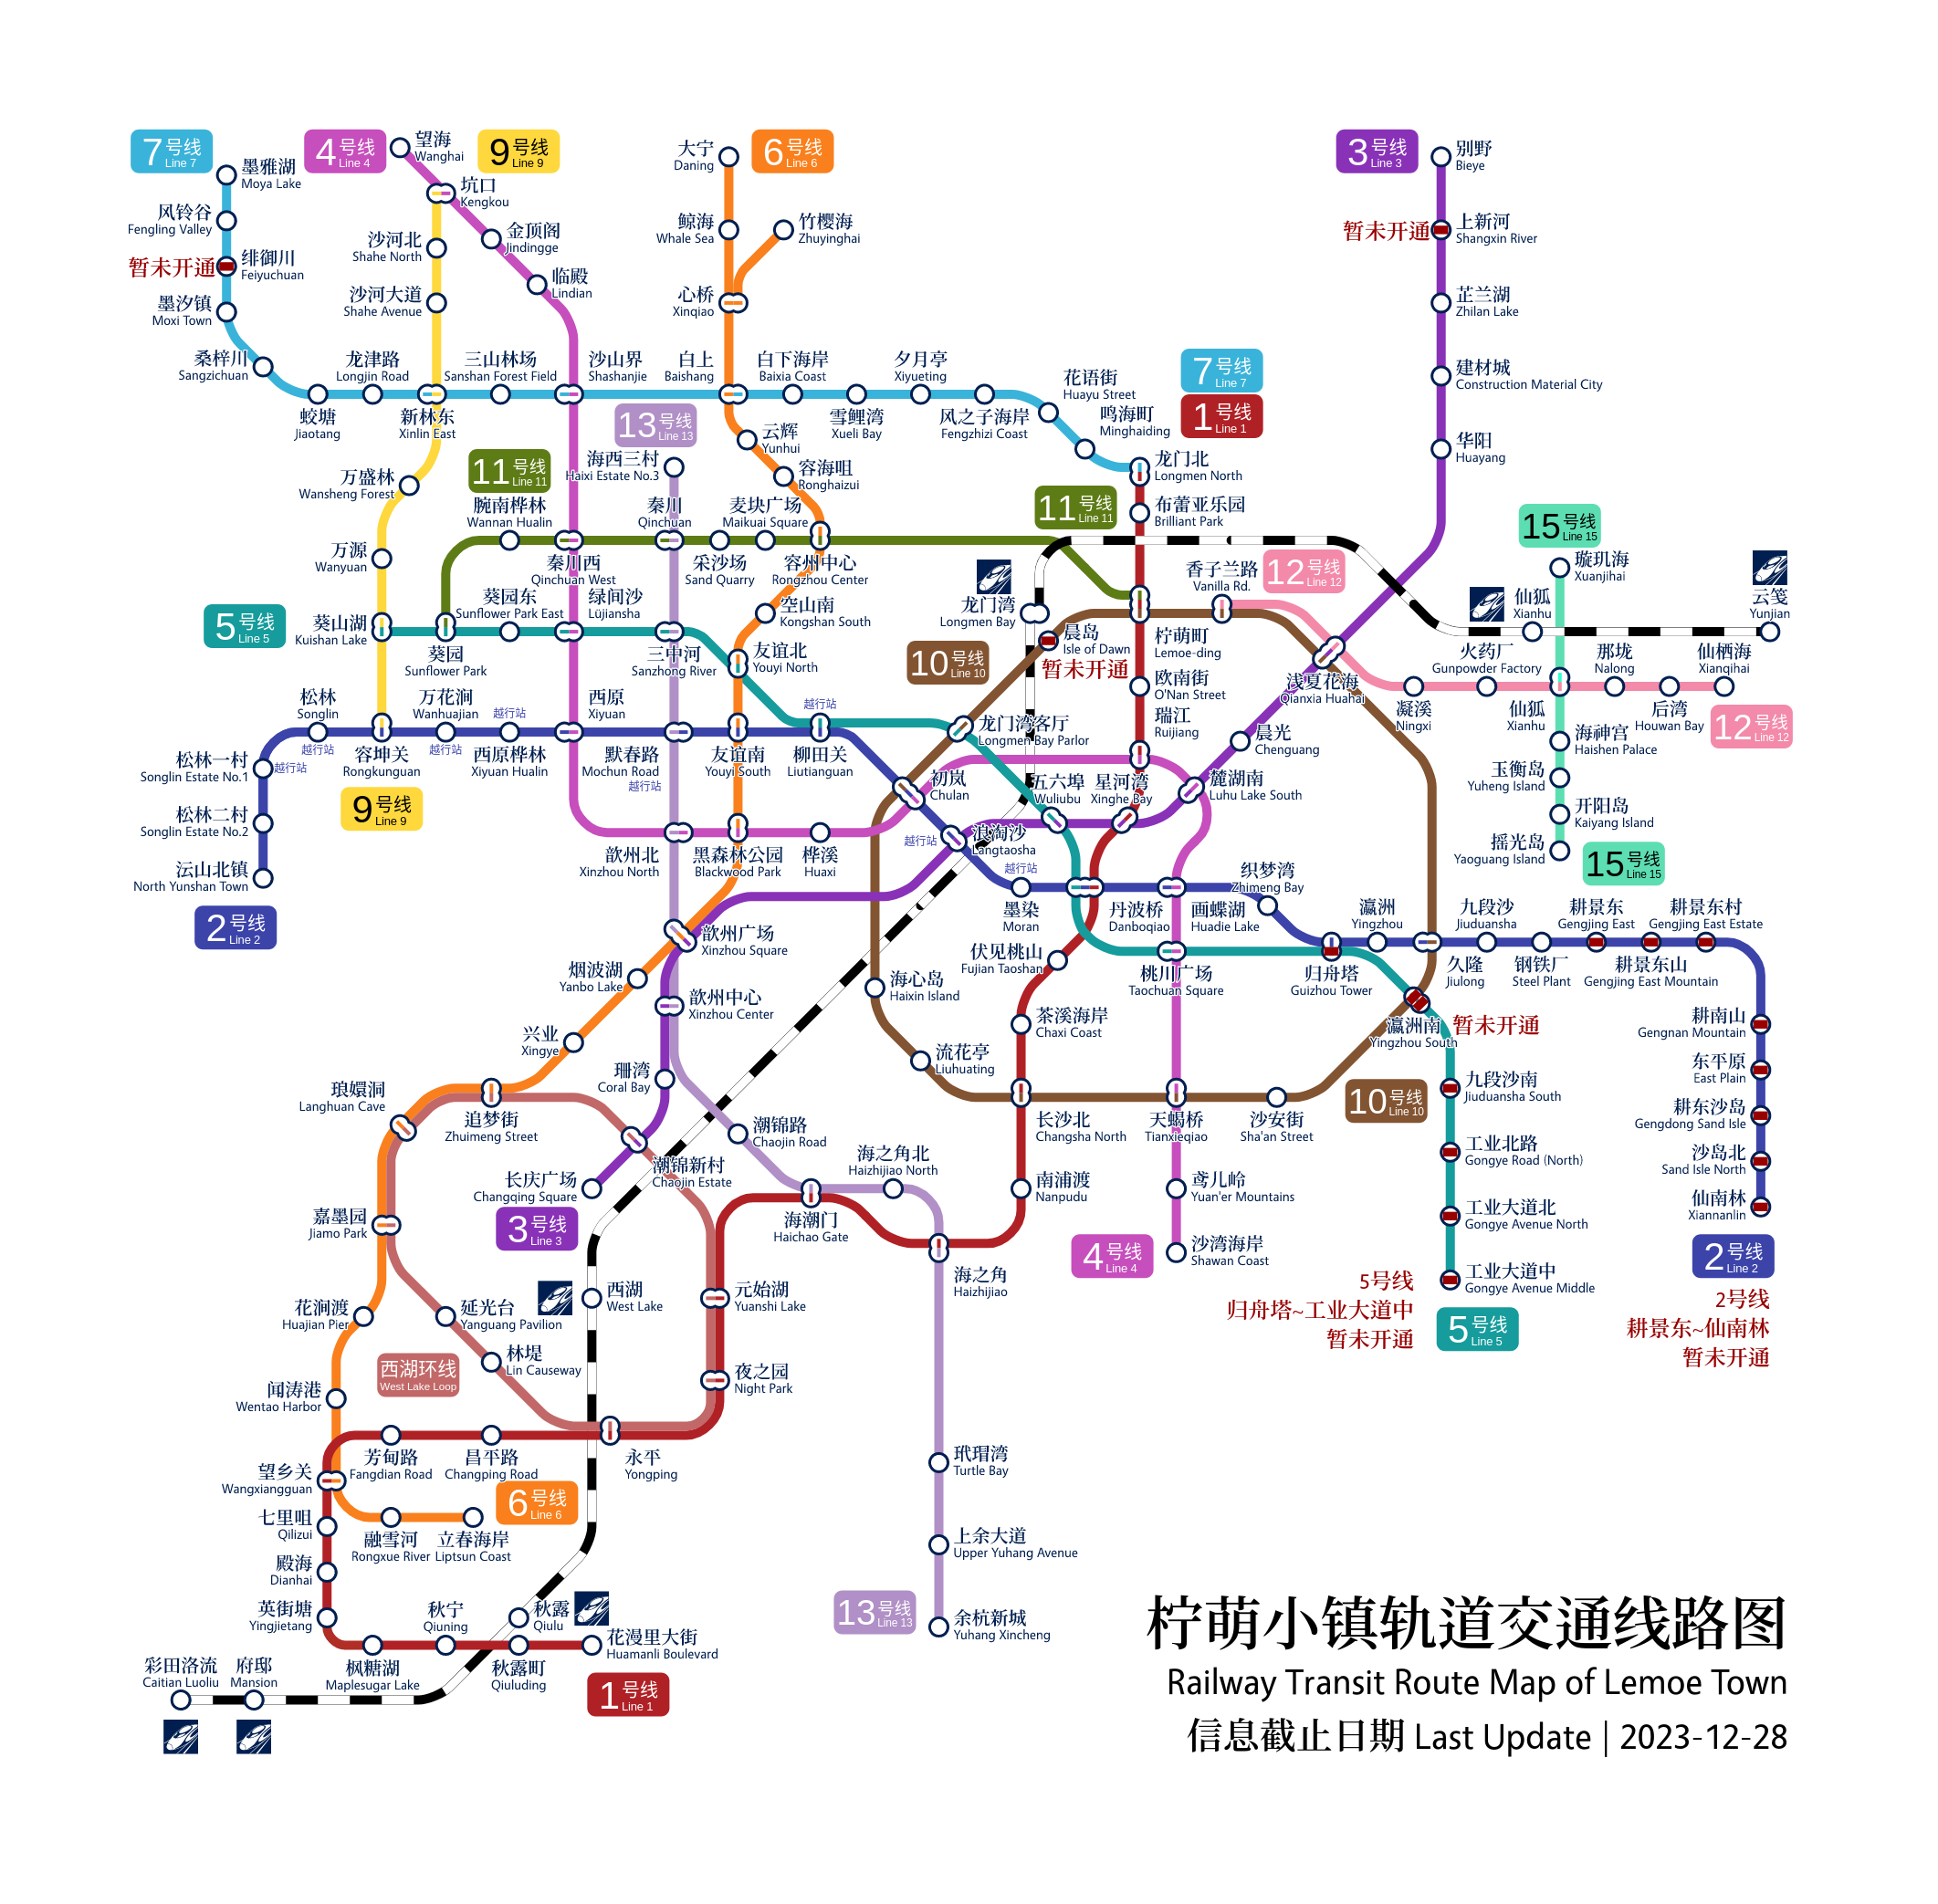 7号线
Line 7
4号线
Line 4
9号线
Line 9
6号线
Line 6
3号线
Line 3
望海
Wanghai
墨雅湖
Moya Lake
风铃谷
Fengling Valley
暂未开通
绯御川
Feiyuchuan
墨汐镇
Moxi Town
桑梓川
Sangzichuan
坑口
Kengkou
金顶阁
Jindingge
临殿
Lindian
沙河北
Shahe North
沙河大道
Shahe Avenue
大宁
Daning
鲸海
Whale Sea
竹樱海
Zhuyinghai
心桥
Xinqiao
别野
Bieye
暂未开通
上新河
Shangxin River
芷兰湖
Zhilan Lake
建材城
Construction Material City
华阳
Huayang
龙津路
Longjin Road
三山林场
Sanshan Forest Field
沙山界
Shashanjie
白上
Baishang
白下海岸
Baixia Coast
夕月亭
Xiyueting
花语街
Huayu Street
鸣海町
Minghaiding
7号线
Line 7
1号线
Line 1
蛟塘
Jiaotang
新林东
Xinlin East
13号线
Line 13
云辉
Yunhui
雪鲤湾
Xueli Bay
风之子海岸
Fengzhizi Coast
万盛林
Wansheng Forest
11号线
Line 11
海西三村
Haixi Estate No.3
容海咀
Ronghaizui
龙门北
Longmen North
腕南桦林
Wannan Hualin
秦川
Qinchuan
麦块广场
Maikuai Square
11号线
Line 11
布蕾亚乐园
Brilliant Park
15号线
Line 15
万源
Wanyuan
秦川西
Qinchuan West
采沙场
Sand Quarry
容州中心
Rongzhou Center
香子兰路
Vanilla Rd.
12号线
Line 12
璇玑海
Xuanjihai
5号线
Line 5
葵山湖
Kuishan Lake
葵园东
Sunflower Park East
绿间沙
Lüjiansha
空山南
Kongshan South
龙门湾
Longmen Bay
晨岛
Isle of Dawn
暂未开通
仙狐
Xianhu
云笺
Yunjian
葵园
Sunflower Park
三中河
Sanzhong River
友谊北
Youyi North
10号线
Line 10
柠萌町
Lemoe-ding
火药厂
Gunpowder Factory
那垅
Nalong
仙栖海
Xianqihai
松林
Songlin
万花涧
Wanhuajian
越行站
西原
Xiyuan
越行站
欧南街
O'Nan Street
浅夏花海
Qianxia Huahai
凝溪
Ningxi
仙狐
Xianhu
后湾
Houwan Bay
12号线
Line 12
松林一村
Songlin Estate No.1
越行站
越行站
容坤关
Rongkunguan
越行站
西原桦林
Xiyuan Hualin
默春路
Mochun Road
越行站
友谊南
Youyi South
柳田关
Liutianguan
龙门湾客厅
Longmen Bay Parlor
瑞江
Ruijiang
晨光
Chenguang
海神宫
Haishen Palace
9号线
Line 9
初岚
Chulan
五六埠
Wuliubu
星河湾
Xinghe Bay
麓湖南
Luhu Lake South
玉衡岛
Yuheng Island
松林二村
Songlin Estate No.2
开阳岛
Kaiyang Island
沄山北镇
North Yunshan Town
歆州北
Xinzhou North
黑森林公园
Blackwood Park
桦溪
Huaxi
越行站
浪淘沙
Langtaosha
越行站
摇光岛
Yaoguang Island
15号线
Line 15
2号线
Line 2
墨染
Moran
丹波桥
Danboqiao
画蝶湖
Huadie Lake
织梦湾
Zhimeng Bay
瀛洲
Yingzhou
九段沙
Jiuduansha
耕景东
Gengjing East
耕景东村
Gengjing East Estate
歆州广场
Xinzhou Square
伏见桃山
Fujian Taoshan
桃川广场
Taochuan Square
归舟塔
Guizhou Tower
久隆
Jiulong
钢铁厂
Steel Plant
耕景东山
Gengjing East Mountain
烟波湖
Yanbo Lake
歆州中心
Xinzhou Center
海心岛
Haixin Island
茶溪海岸
Chaxi Coast
瀛洲南
Yingzhou South
暂未开通
耕南山
Gengnan Mountain
兴业
Xingye
珊湾
Coral Bay
流花亭
Liuhuating
东平原
East Plain
琅嬛洞
Langhuan Cave
追梦街
Zhuimeng Street
潮锦路
Chaojin Road
长沙北
Changsha North
天蝎桥
Tianxieqiao
沙安街
Sha'an Street
10号线
Line 10
九段沙南
Jiuduansha South
耕东沙岛
Gengdong Sand Isle
长庆广场
Changqing Square
潮锦新村
Chaojin Estate
海之角北
Haizhijiao North
工业北路
Gongye Road (North)
沙岛北
Sand Isle North
南浦渡
Nanpudu
鸢儿岭
Yuan'er Mountains
嘉墨园
Jiamo Park
3号线
Line 3
海潮门
Haichao Gate
工业大道北
Gongye Avenue North
仙南林
Xiannanlin
4号线
Line 4
沙湾海岸
Shawan Coast
2号线
Line 2
花涧渡
Huajian Pier
延光台
Yanguang Pavilion
西湖
West Lake
元始湖
Yuanshi Lake
海之角
Haizhijiao
5号线
归舟塔~工业大道中
暂未开通
工业大道中
Gongye Avenue Middle
5号线
Line 5
2号线
耕景东~仙南林
暂未开通
西湖环线
West Lake Loop
林堤
Lin Causeway
闻涛港
Wentao Harbor
夜之园
Night Park
望乡关
Wangxiangguan
芳甸路
Fangdian Road
昌平路
Changping Road
永平
Yongping
玳瑁湾
Turtle Bay
6号线
Line 6
七里咀
Qilizui
融雪河
Rongxue River
立春海岸
Liptsun Coast
上余大道
Upper Yuhang Avenue
殿海
Dianhai
英街塘
Yingjietang
秋宁
Qiuning
秋露
Qiulu
花漫里大街
Huamanli Boulevard
13号线
Line 13
余杭新城
Yuhang Xincheng
彩田洛流
Caitian Luoliu
府邸
Mansion
枫糖湖
Maplesugar Lake
秋露町
Qiuluding
1号线
Line 1
柠萌小镇轨道交通线路图
Railway Transit Route Map of Lemoe Town
信息截止日期 Last Update | 2023-12-28